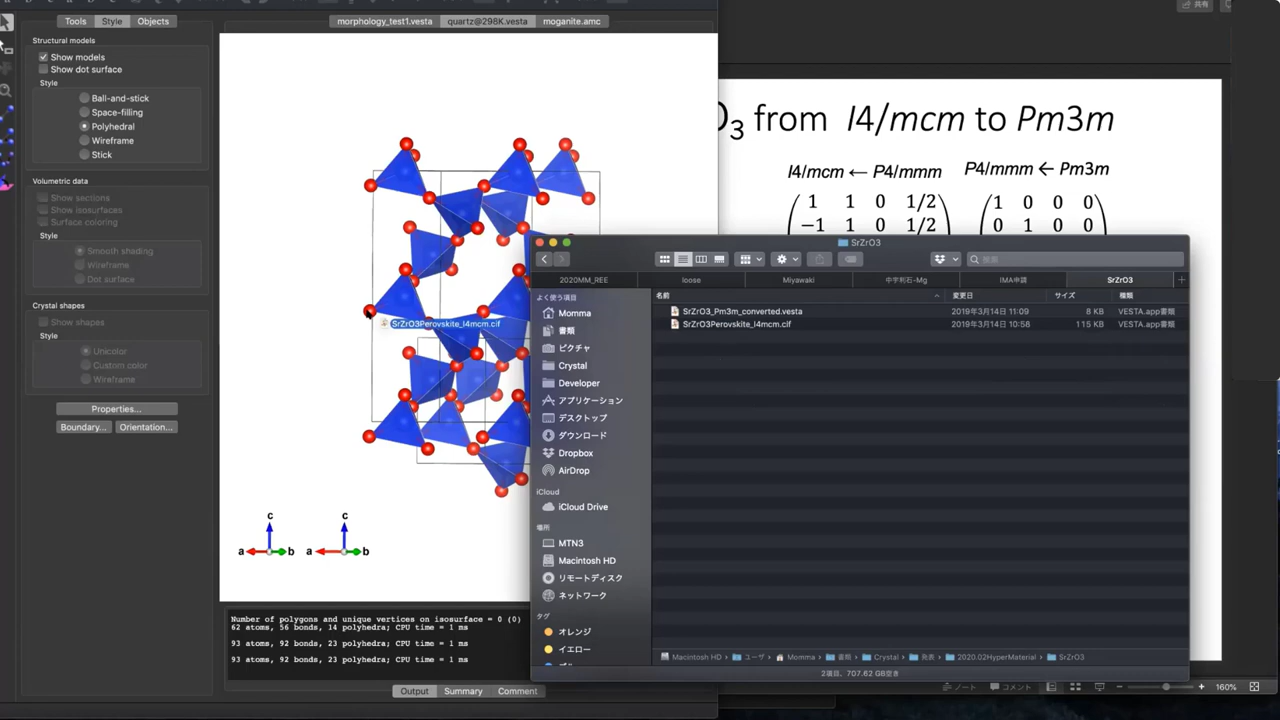 共有
Tools Style Objects
morphology_test1.vesta quartz@298K.vesta moganite.amc
Structural models
Show models
Show dot surface
Style
Ball-and-stick
Space-filling
Polyhedral
Wireframe
Stick
Volumetric data
Show sections
Show isosurfaces
Surface coloring
Style
Smooth shading
Wireframe
Dot surface
Crystal shapes
Show shapes
Style
Unicolor
Custom color
Wireframe
Properties...
Boundary... Orientation...
SrZrO3Perovskite_I4mcm.cif
c c
a b a b
Number of polygons and unique vertices on isosurface = 0 (0)
62 atoms, 56 bonds, 14 polyhedra; CPU time = 1 ms
93 atoms, 92 bonds, 23 polyhedra; CPU time = 1 ms
93 atoms, 92 bonds, 23 polyhedra; CPU time = 1 ms
Output Summary Comment
O3 from I4/mcm to Pm3m
I4/mcm ← P4/mmm P4/mmm ← Pm3m
1 1 0 1/2 1 0 0 0
−1 1 0 1/2 0 1 0 0
SrZrO3
検索
2020MM_REE loose Miyawaki 中宇利石-Mg IMA申請 SrZrO3
よく使う項目
Momma
書類
ピクチャ
Crystal
Developer
アプリケーション
デスクトップ
ダウンロード
Dropbox
AirDrop
iCloud
iCloud Drive
場所
MTN3
Macintosh HD
リモートディスク
ネットワーク
タグ
オレンジ
イエロー
名前 変更日 サイズ 種類
SrZrO3_Pm3m_converted.vesta 2019年3月14日 11:09 8 KB VESTA.app書類
SrZrO3Perovskite_I4mcm.cif 2019年3月14日 10:58 115 KB VESTA.app書類
Macintosh HD ユーザ Momma 書類 Crystal 発表 2020.02HyperMaterial SrZrO3
2項目、707.62 GB空き
ノート コメント 160%